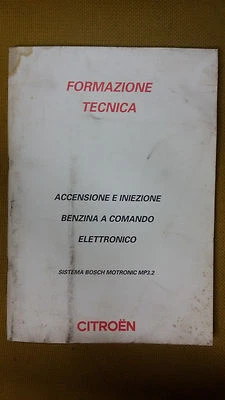 FORMAZIONE
TECNICA
ACCENSIONE E INIEZIONE
BENZINA A COMANDO
ELETTRONICO
SISTEMA BOSCH MOTRONIC MP3.2
CITROËN